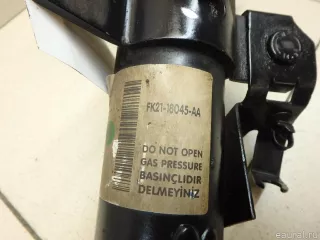 FK21-18045-AA
DO NOT OPEN
GAS PRESSURE
BASINÇLIDIR
DELMEYİNİZ